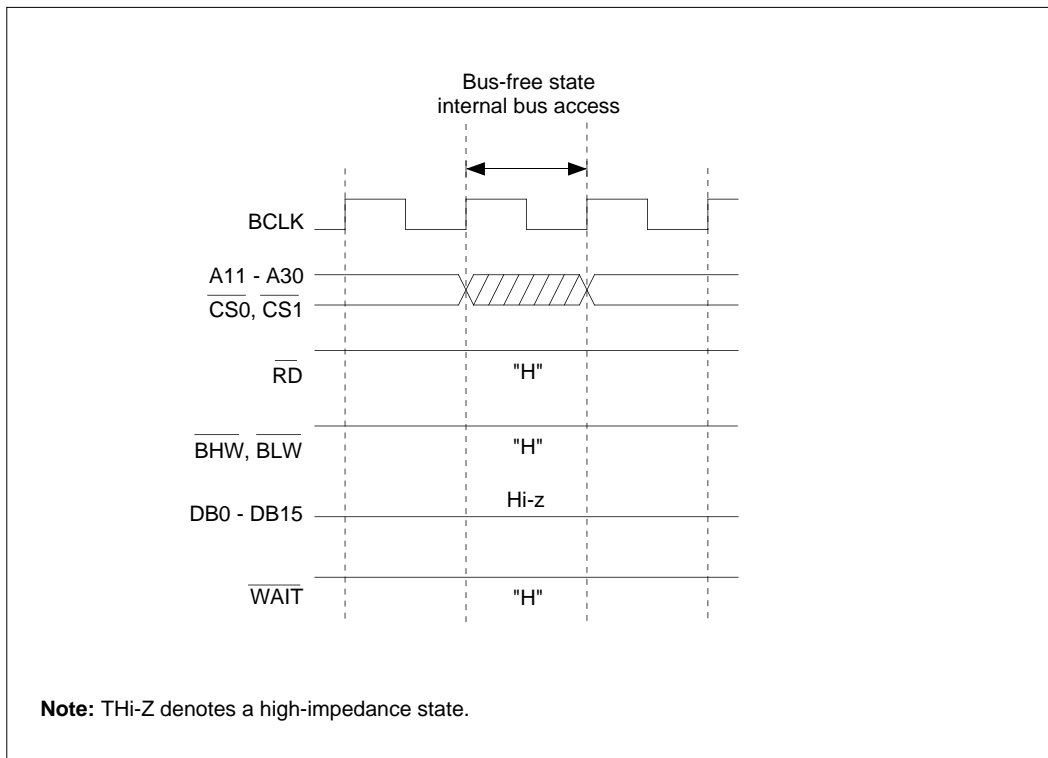 Bus-free state
internal bus access
BCLK
A11 - A30
CS0, CS1
RD
"H"
BHW, BLW
"H"
Hi-z
DB0 - DB15
WAIT
"H"
Note: THi-Z denotes a high-impedance state.